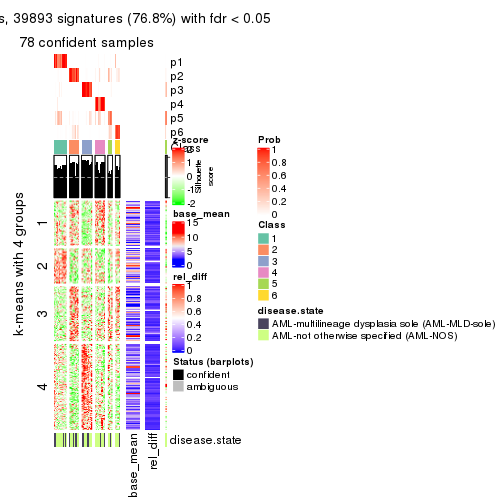 s, 39893 signatures (76.8%) with fdr < 0.05
78 confident samples
p1
p2
p3
p4
p5
p6
Class
Silhouette score
k-means with 4 groups
1
2
3
4
base_mean
rel_diff
disease.state
z-score
2
1
0
-1
-2
base_mean
15
10
5
0
rel_diff
1
0.8
0.6
0.4
0.2
0
Status (barplots)
confident
ambiguous
Prob
1
0.8
0.6
0.4
0.2
0
Class
1
2
3
4
5
6
disease.state
AML-multilineage dysplasia sole (AML-MLD-sole)
AML-not otherwise specified (AML-NOS)